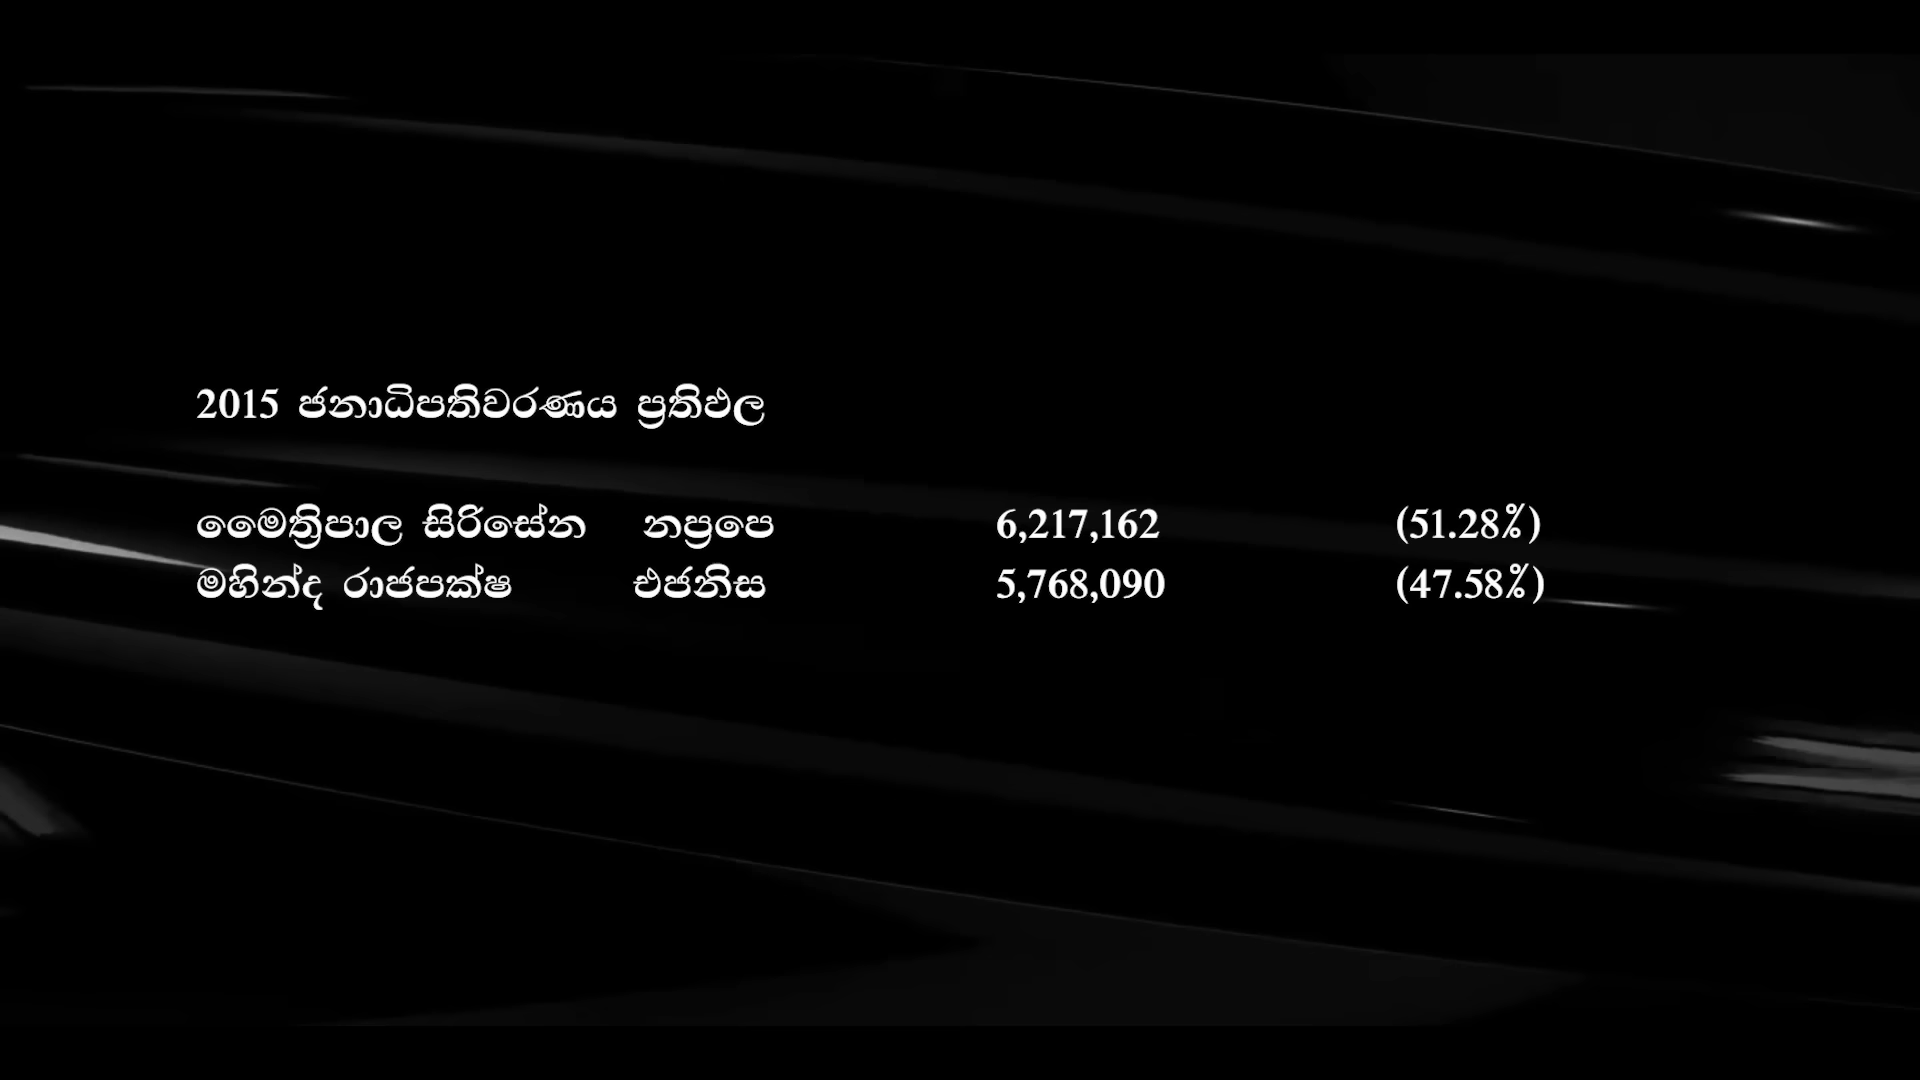 2015 ජනාධිපතිවරණය ප්‍රතිඵල
මෛත්‍රිපාල සිරිසේන නප්‍රපෙ 6,217,162 (51.28%)
මහින්ද රාජපක්ෂ එජනිස 5,768,090 (47.58%)